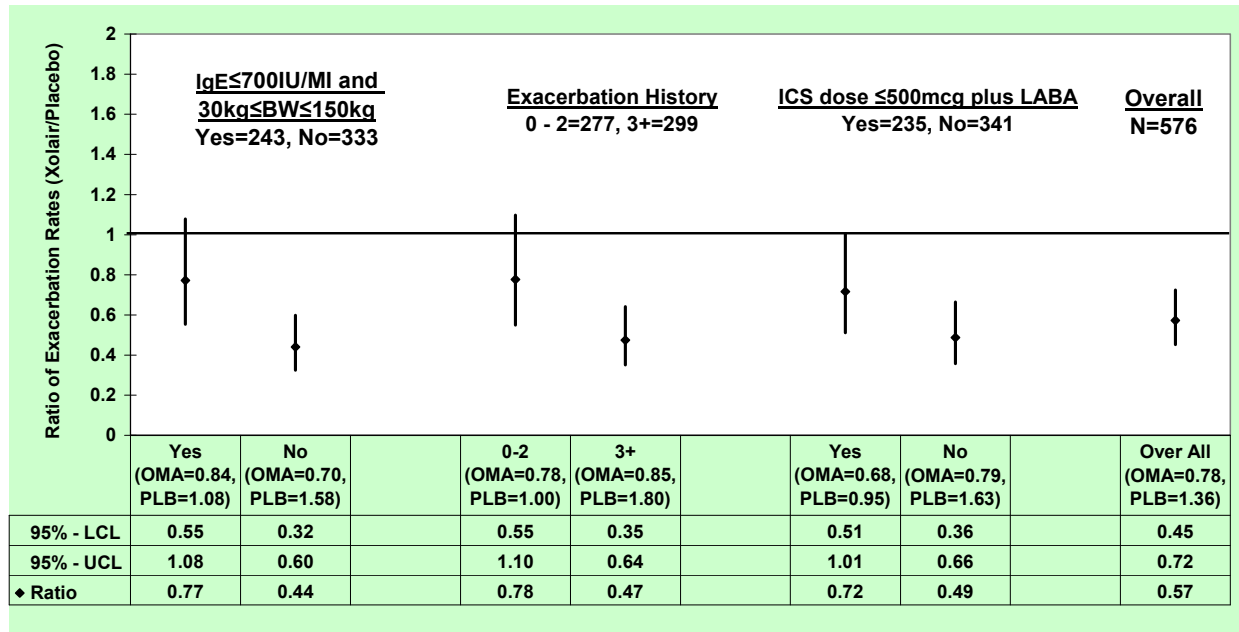 2
1.8
1.6
1.4
1.2
1
0.8
0.6
0.4
0.2
0
Ratio of Exacerbation Rates (Xolair/Placebo)
IgE≤700IU/Ml and
30kg≤BW≤150kg
Yes=243, No=333
Exacerbation History
0 - 2=277, 3+=299
ICS dose ≤500mcg plus LABA
Yes=235, No=341
Overall
N=576
Yes
(OMA=0.84,
PLB=1.08)
No
(OMA=0.70,
PLB=1.58)
0-2
(OMA=0.78,
PLB=1.00)
3+
(OMA=0.85,
PLB=1.80)
Yes
(OMA=0.68,
PLB=0.95)
No
(OMA=0.79,
PLB=1.63)
Over All
(OMA=0.78,
PLB=1.36)
95% - LCL 0.55 0.32 0.55 0.35 0.51 0.36 0.45
95% - UCL 1.08 0.60 1.10 0.64 1.01 0.66 0.72
Ratio 0.77 0.44 0.78 0.47 0.72 0.49 0.57